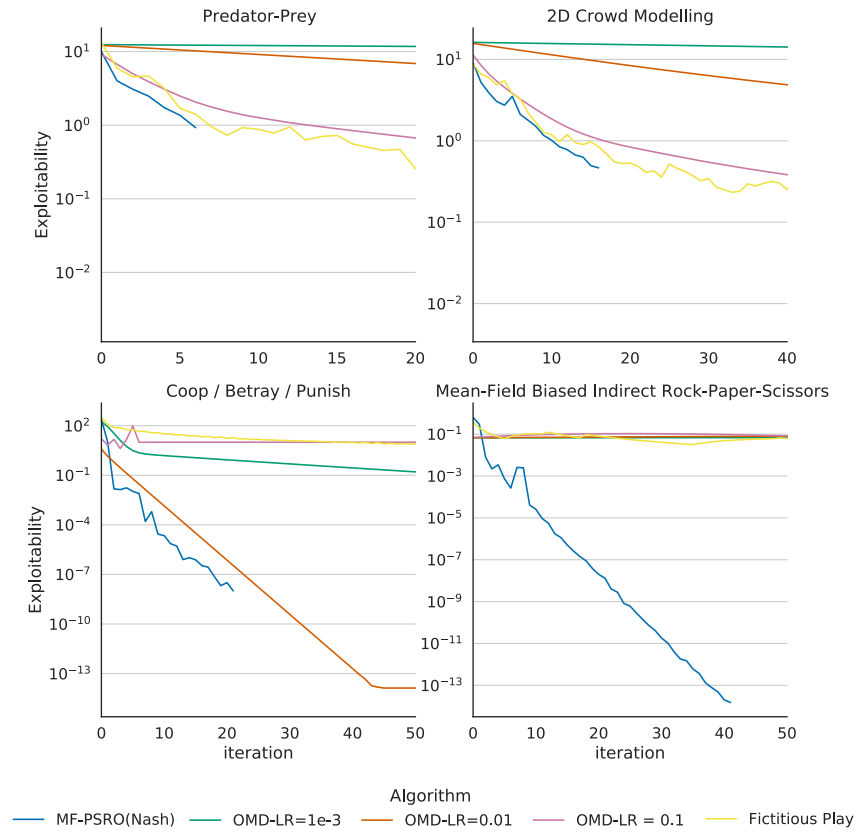 Predator-Prey
2D Crowd Modelling
Exploitability
10^1
10^0
10^-1
10^-2
0 5 10 15 20
10^1
10^0
10^-1
10^-2
0 10 20 30 40
Coop / Betray / Punish
Mean-Field Biased Indirect Rock-Paper-Scissors
Exploitability
10^2
10^-1
10^-4
10^-7
10^-10
10^-13
0 10 20 30 40 50
iteration
10^-1
10^-3
10^-5
10^-7
10^-9
10^-11
10^-13
0 10 20 30 40 50
iteration
Algorithm
MF-PSRO(Nash) OMD-LR=1e-3 OMD-LR=0.01 OMD-LR = 0.1 Fictitious Play